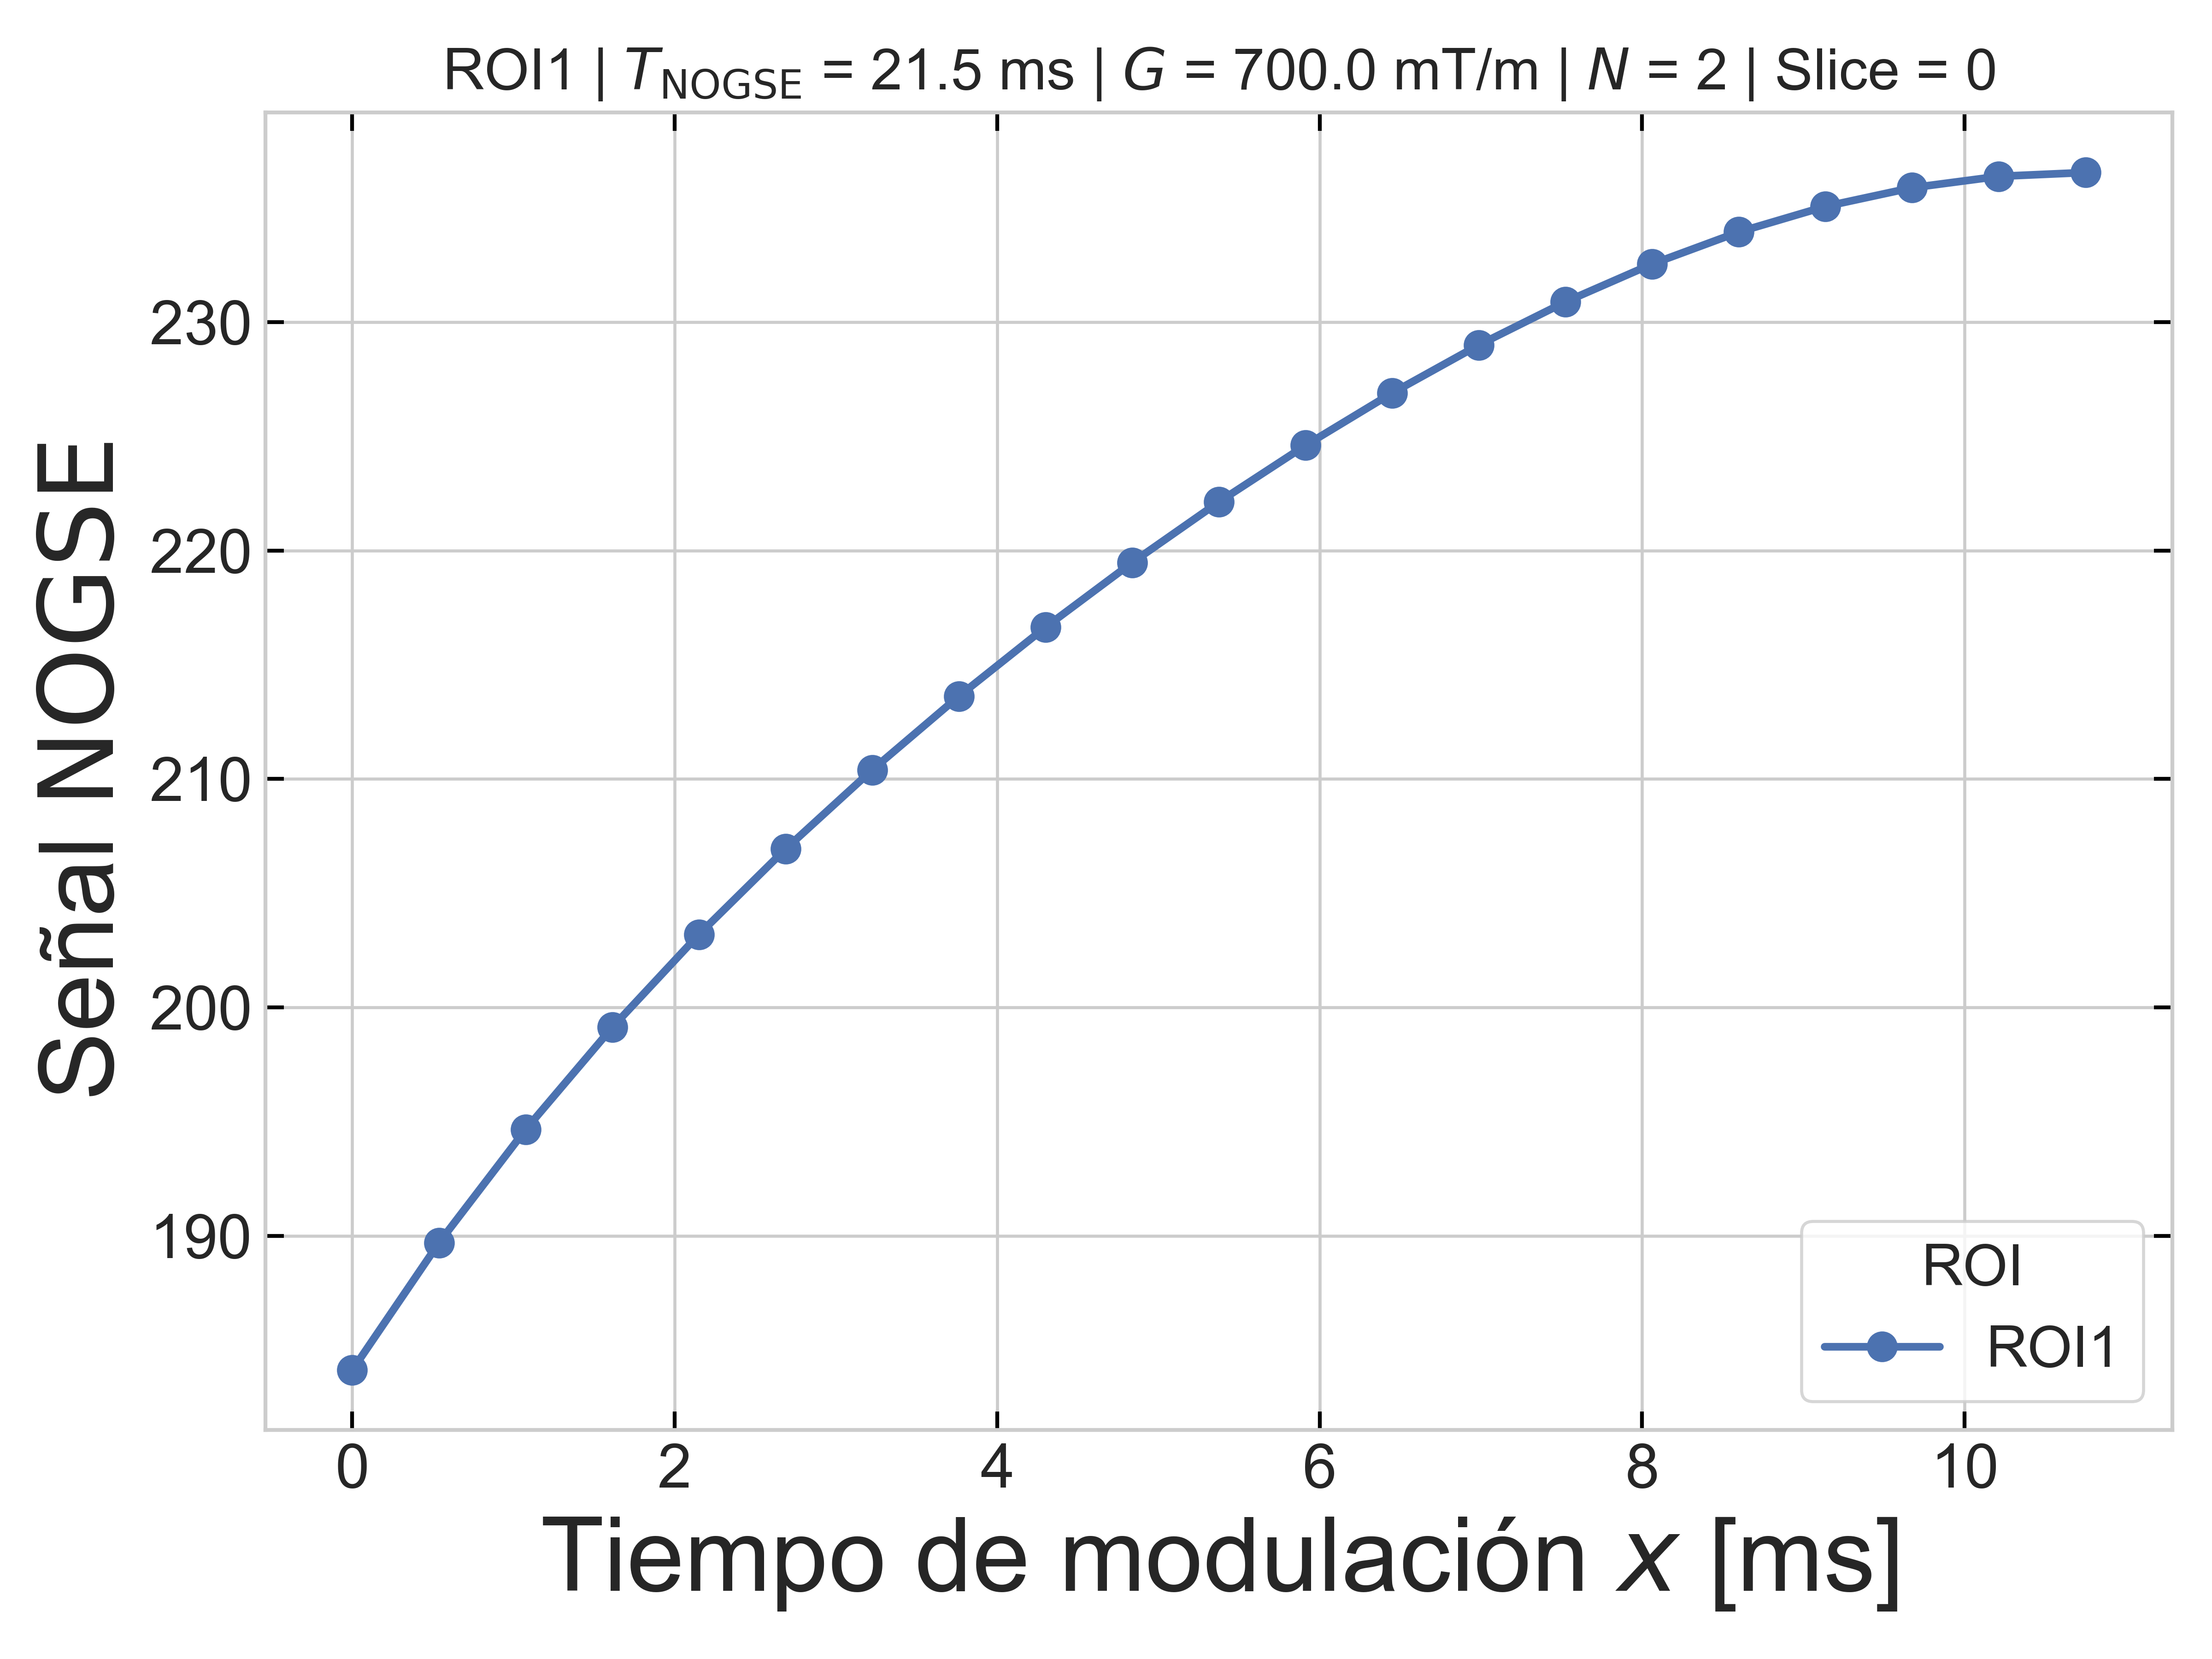 ROI1 | T_NOGSE = 21.5 ms | G = 700.0 mT/m | N = 2 | Slice = 0
Señal NOGSE
230
220
210
200
190
0 2 4 6 8 10
Tiempo de modulación x [ms]
ROI
ROI1